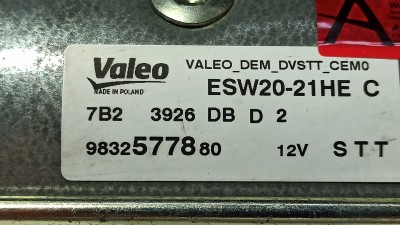 A
Valeo
MADE IN POLAND
VALEO_DEM_DVSTT_CEM0
ESW20-21HE C
7B2 3926 DB D 2
9832577880 12V STT